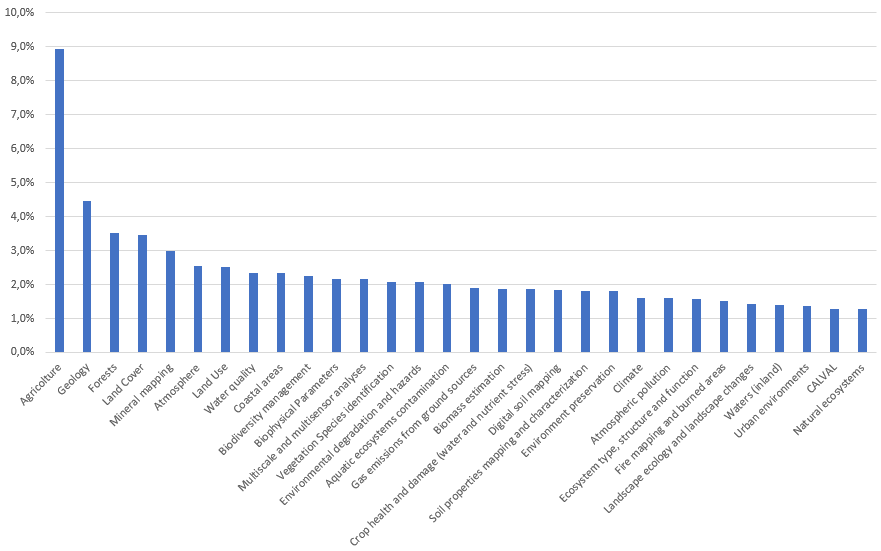 10,0%
9,0%
8,0%
7,0%
6,0%
5,0%
4,0%
3,0%
2,0%
1,0%
0,0%
Agricolture
Geology
Forests
Land Cover
Mineral mapping
Atmosphere
Land Use
Water quality
Coastal areas
Biodiversity management
Biophysical Parameters
Multiscale and multisensor analyses
Vegetation Species identification
Environmental degradation and hazards
Aquatic ecosystems contamination
Gas emissions from ground sources
Biomass estimation
Crop health and damage (water and nutrient stress)
Digital soil mapping
Soil properties mapping and characterization
Environment preservation
Climate
Atmospheric pollution
Ecosystem type, structure and function
Fire mapping and burned areas
Landscape ecology and landscape changes
Waters (inland)
Urban environments
CALVAL
Natural ecosystems